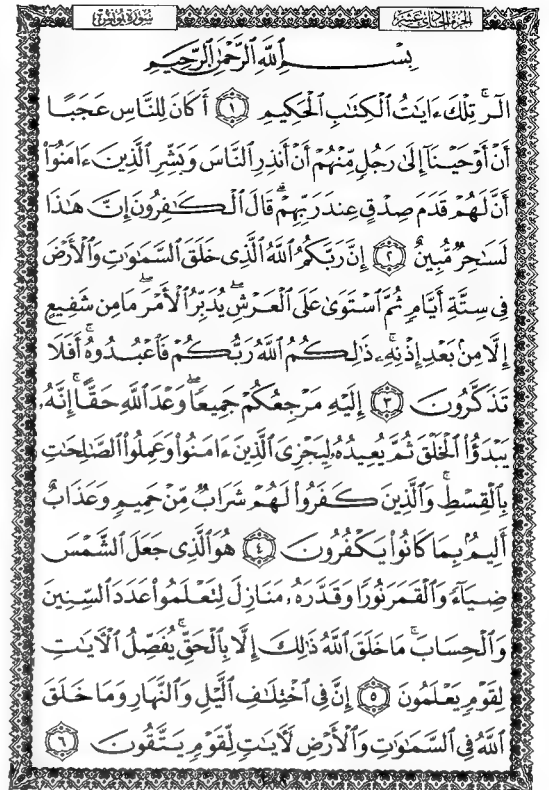 الجزء الحادي عشر
سورة يونس
بِسْمِ ٱللَّهِ ٱلرَّحْمَٰنِ ٱلرَّحِيمِ
الٓر ۚ تِلْكَ ءَايَٰتُ ٱلْكِتَٰبِ ٱلْحَكِيمِ ١ أَكَانَ لِلنَّاسِ عَجَبًا
أَنْ أَوْحَيْنَآ إِلَىٰ رَجُلٍ مِّنْهُمْ أَنْ أَنذِرِ ٱلنَّاسَ وَبَشِّرِ ٱلَّذِينَ ءَامَنُوٓا۟
أَنَّ لَهُمْ قَدَمَ صِدْقٍ عِندَ رَبِّهِمْ ۗ قَالَ ٱلْكَٰفِرُونَ إِنَّ هَٰذَا
لَسَٰحِرٌ مُّبِينٌ ٢ إِنَّ رَبَّكُمُ ٱللَّهُ ٱلَّذِى خَلَقَ ٱلسَّمَٰوَٰتِ وَٱلْأَرْضَ
فِى سِتَّةِ أَيَّامٍ ثُمَّ ٱسْتَوَىٰ عَلَى ٱلْعَرْشِ ۖ يُدَبِّرُ ٱلْأَمْرَ ۖ مَا مِن شَفِيعٍ
إِلَّا مِنۢ بَعْدِ إِذْنِهِۦ ۚ ذَٰلِكُمُ ٱللَّهُ رَبُّكُمْ فَٱعْبُدُوهُ ۚ أَفَلَا
تَذَكَّرُونَ ٣ إِلَيْهِ مَرْجِعُكُمْ جَمِيعًا ۖ وَعْدَ ٱللَّهِ حَقًّا ۚ إِنَّهُۥ
يَبْدَؤُا۟ ٱلْخَلْقَ ثُمَّ يُعِيدُهُۥ لِيَجْزِىَ ٱلَّذِينَ ءَامَنُوا۟ وَعَمِلُوا۟ ٱلصَّٰلِحَٰتِ
بِٱلْقِسْطِ ۚ وَٱلَّذِينَ كَفَرُوا۟ لَهُمْ شَرَابٌ مِّنْ حَمِيمٍ وَعَذَابٌ
أَلِيمٌۢ بِمَا كَانُوا۟ يَكْفُرُونَ ٤ هُوَ ٱلَّذِى جَعَلَ ٱلشَّمْسَ
ضِيَآءً وَٱلْقَمَرَ نُورًا وَقَدَّرَهُۥ مَنَازِلَ لِتَعْلَمُوا۟ عَدَدَ ٱلسِّنِينَ
وَٱلْحِسَابَ ۚ مَا خَلَقَ ٱللَّهُ ذَٰلِكَ إِلَّا بِٱلْحَقِّ ۚ يُفَصِّلُ ٱلْءَايَٰتِ
لِقَوْمٍ يَعْلَمُونَ ٥ إِنَّ فِى ٱخْتِلَٰفِ ٱلَّيْلِ وَٱلنَّهَارِ وَمَا خَلَقَ
ٱللَّهُ فِى ٱلسَّمَٰوَٰتِ وَٱلْأَرْضِ لَءَايَٰتٍ لِّقَوْمٍ يَتَّقُونَ ٦